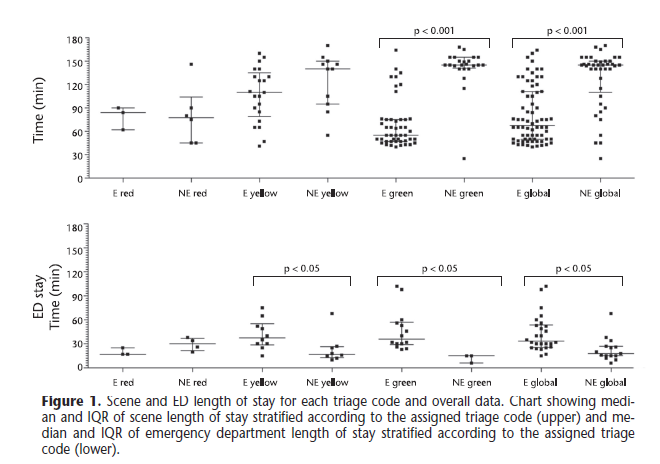 p < 0.001 p < 0.001
180
150
120
90
60
30
0
Time (min)
E red NE red E yellow NE yellow E green NE green E global NE global
180
150
120
90
60
30
0
ED stay
Time (min)
p < 0.05 p < 0.05 p < 0.05
E red NE red E yellow NE yellow E green NE green E global NE global
Figure 1. Scene and ED length of stay for each triage code and overall data. Chart showing medi-
an and IQR of scene length of stay stratified according to the assigned triage code (upper) and me-
dian and IQR of emergency department length of stay stratified according to the assigned triage
code (lower).